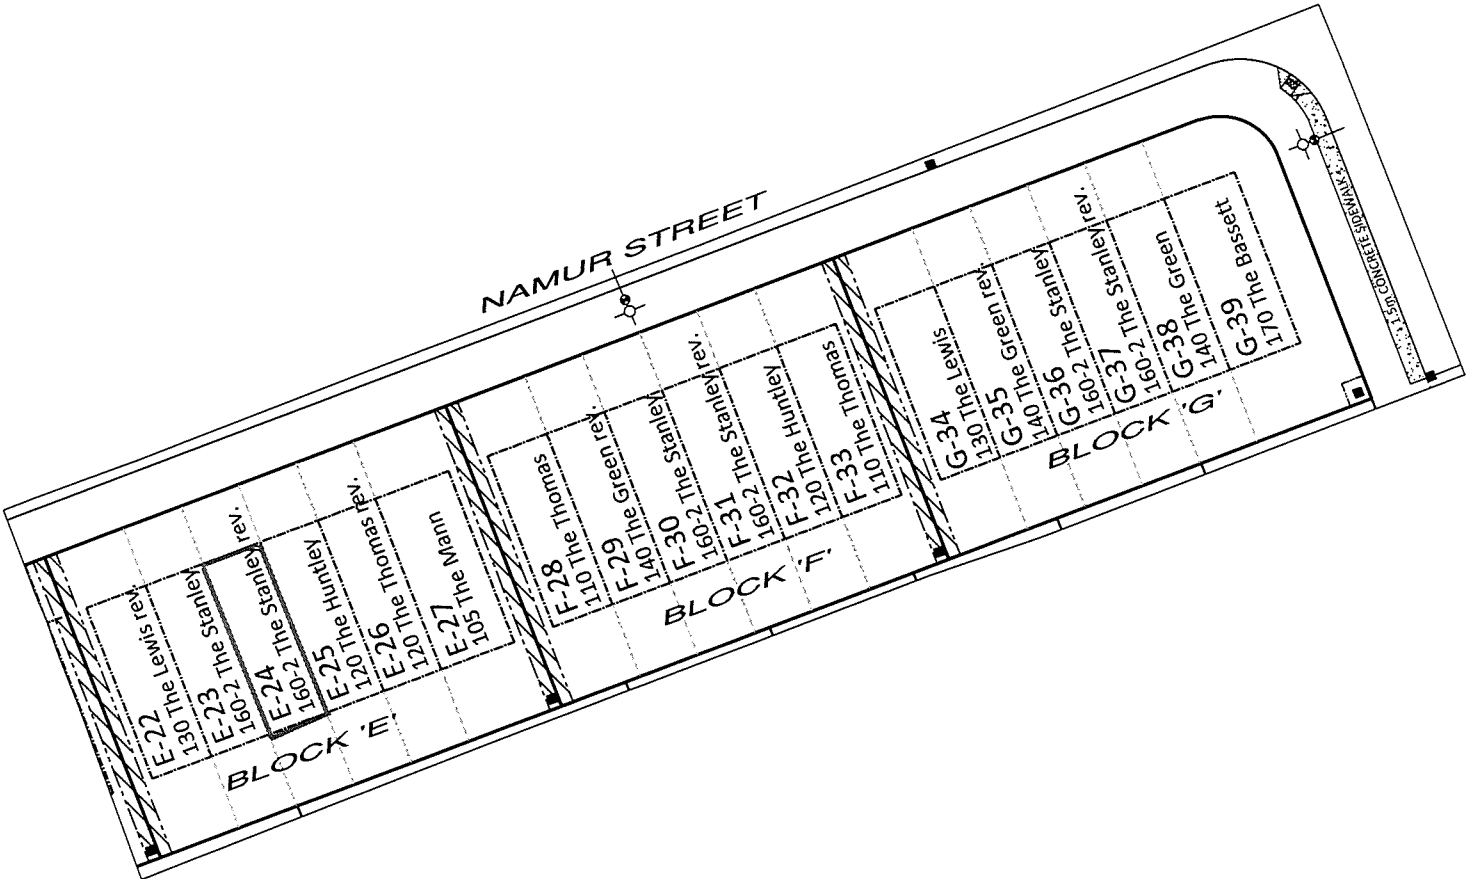 NAMUR STREET
E-22
130 The Lewis rev.
E-23
160-2 The Stanley
E-24
160-2 The Stanley rev.
E-25
120 The Huntley
E-26
120 The Thomas rev.
E-27
105 The Mann
BLOCK 'E'
F-28
110 The Thomas
F-29
140 The Green rev.
F-30
160-2 The Stanley
F-31
160-2 The Stanley rev.
F-32
120 The Huntley
F-33
110 The Thomas
BLOCK 'F'
G-34
130 The Lewis
G-35
140 The Green rev.
G-36
160-2 The Stanley
G-37
160-2 The Stanley rev.
G-38
140 The Green
G-39
170 The Bassett
BLOCK 'G'
1.5m CONCRETE SIDEWALK